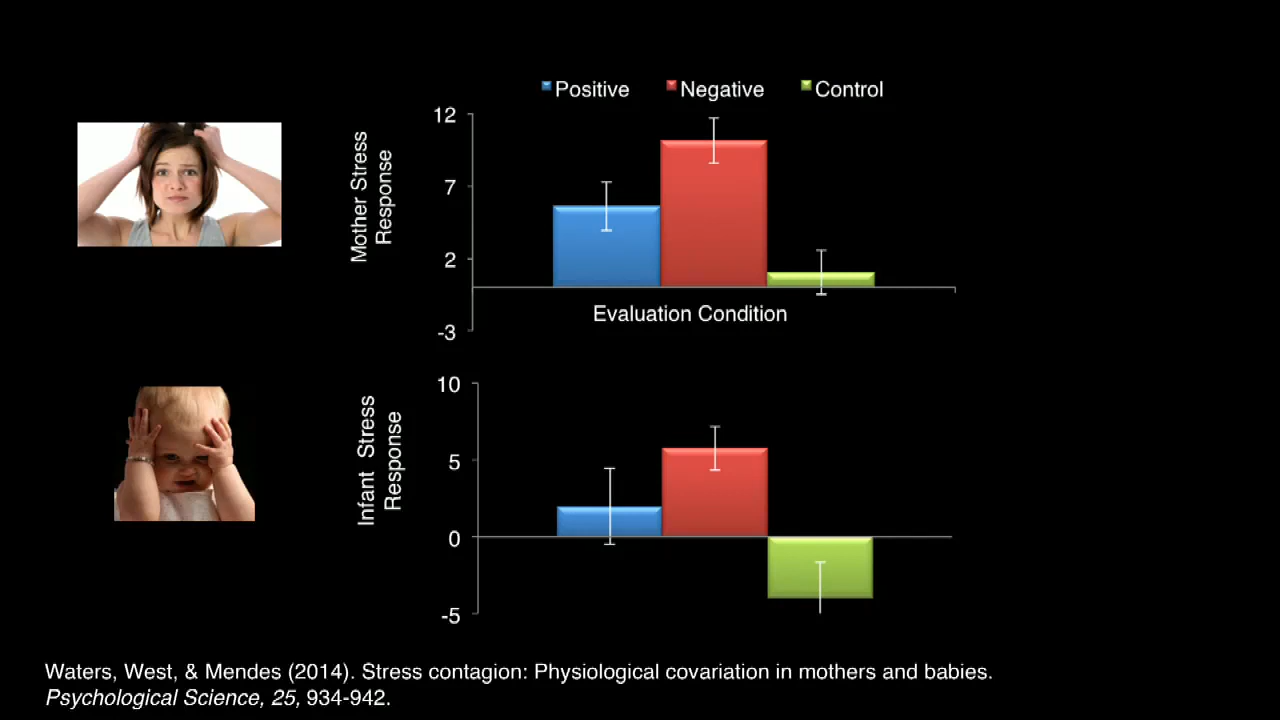 Positive Negative Control
12
7
2
-3
Mother Stress
Response
Evaluation Condition
10
5
0
-5
Infant Stress
Response
Waters, West, & Mendes (2014). Stress contagion: Physiological covariation in mothers and babies.
Psychological Science, 25, 934-942.